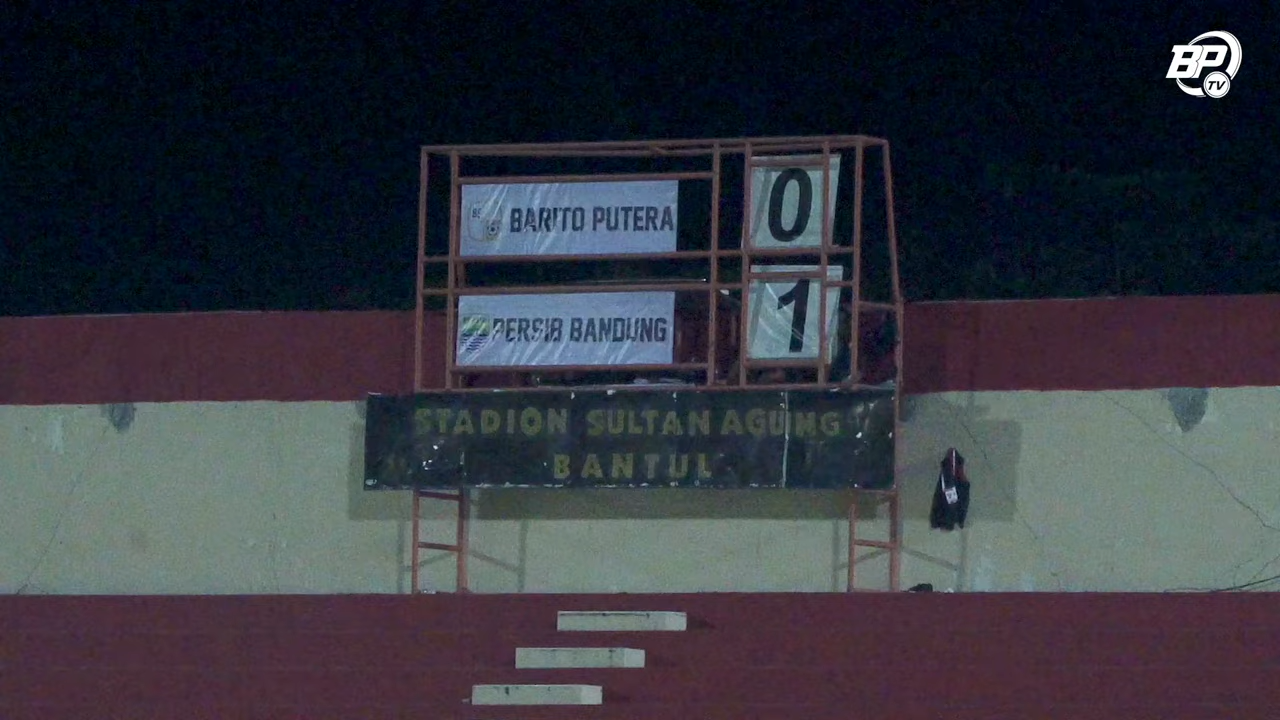 BP
TV
BARITO PUTERA
0
PERSIB BANDUNG
1
STADION SULTAN AGUNG
BANTUL